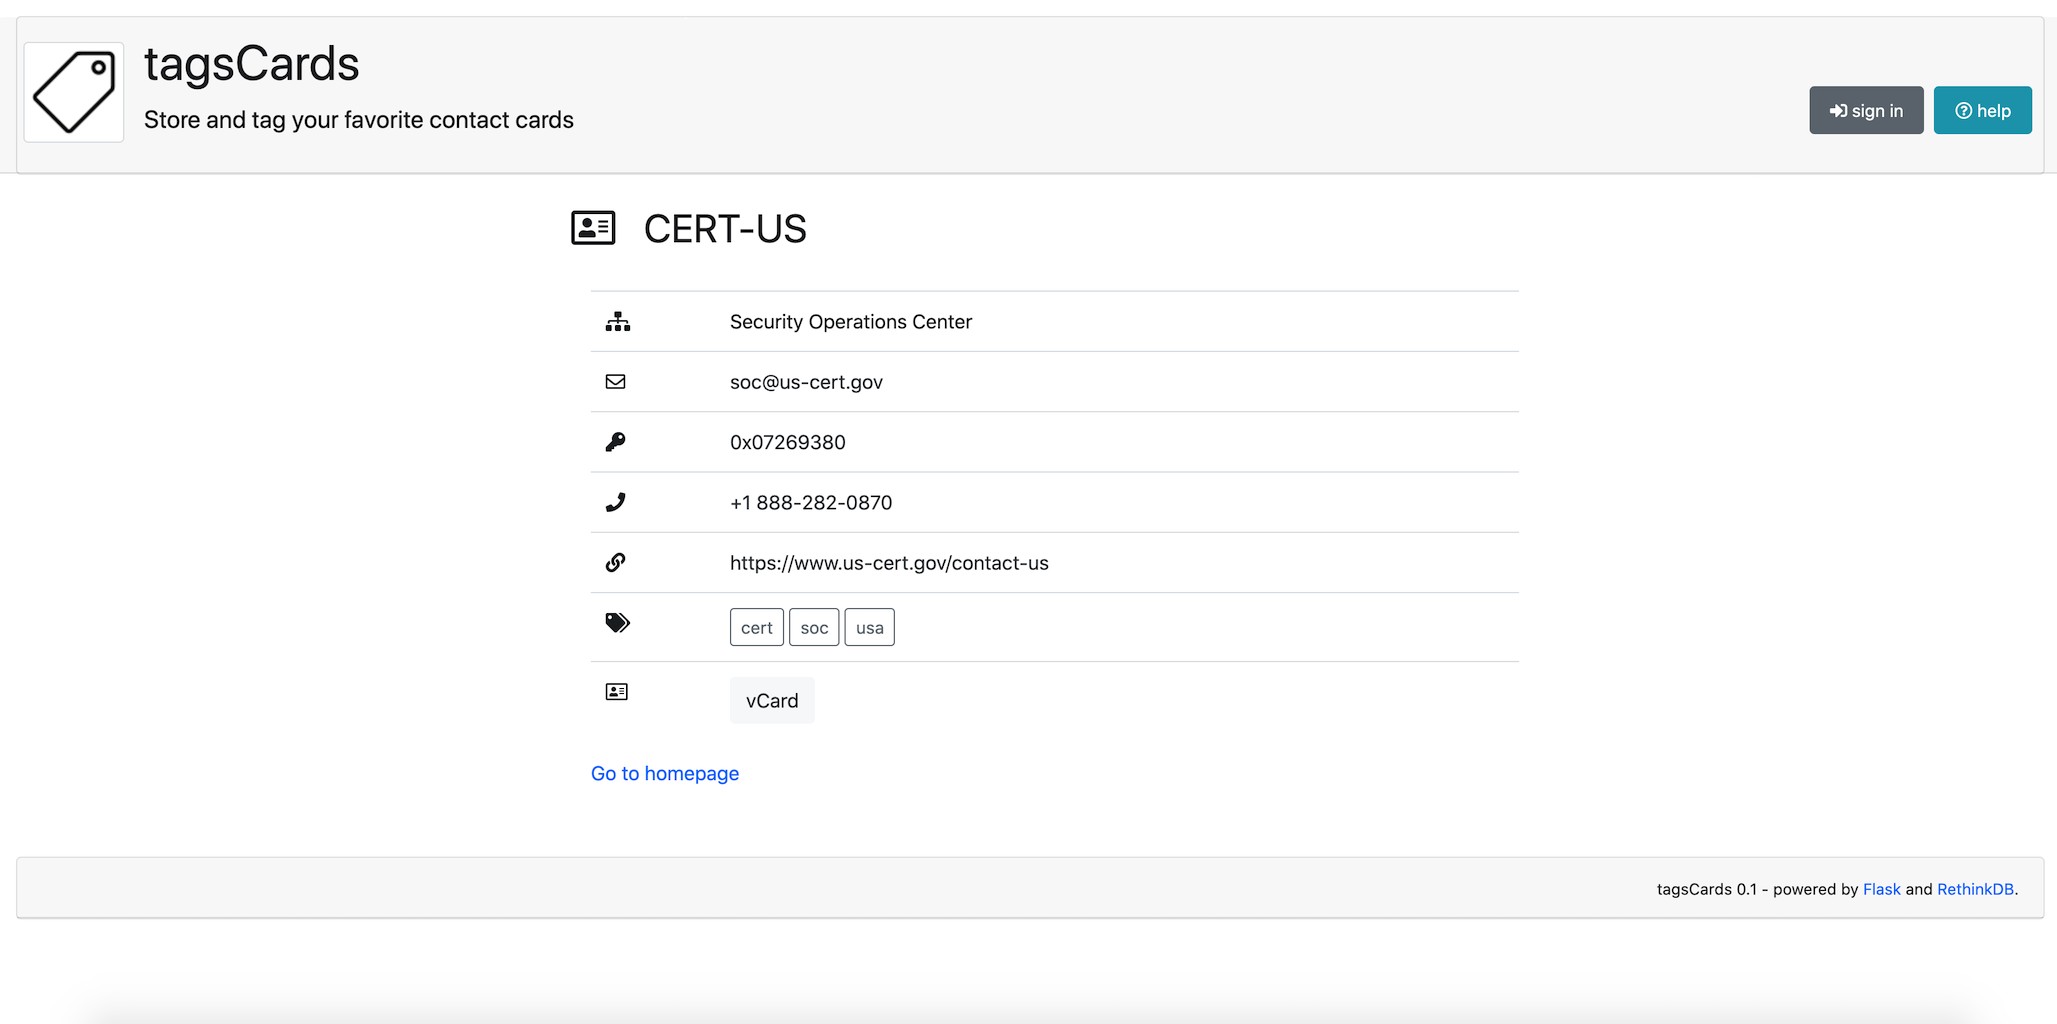 tagsCards
Store and tag your favorite contact cards
sign in
help
CERT-US
Security Operations Center
soc@us-cert.gov
0x07269380
+1 888-282-0870
https://www.us-cert.gov/contact-us
cert soc usa
vCard
Go to homepage
tagsCards 0.1 - powered by Flask and RethinkDB.